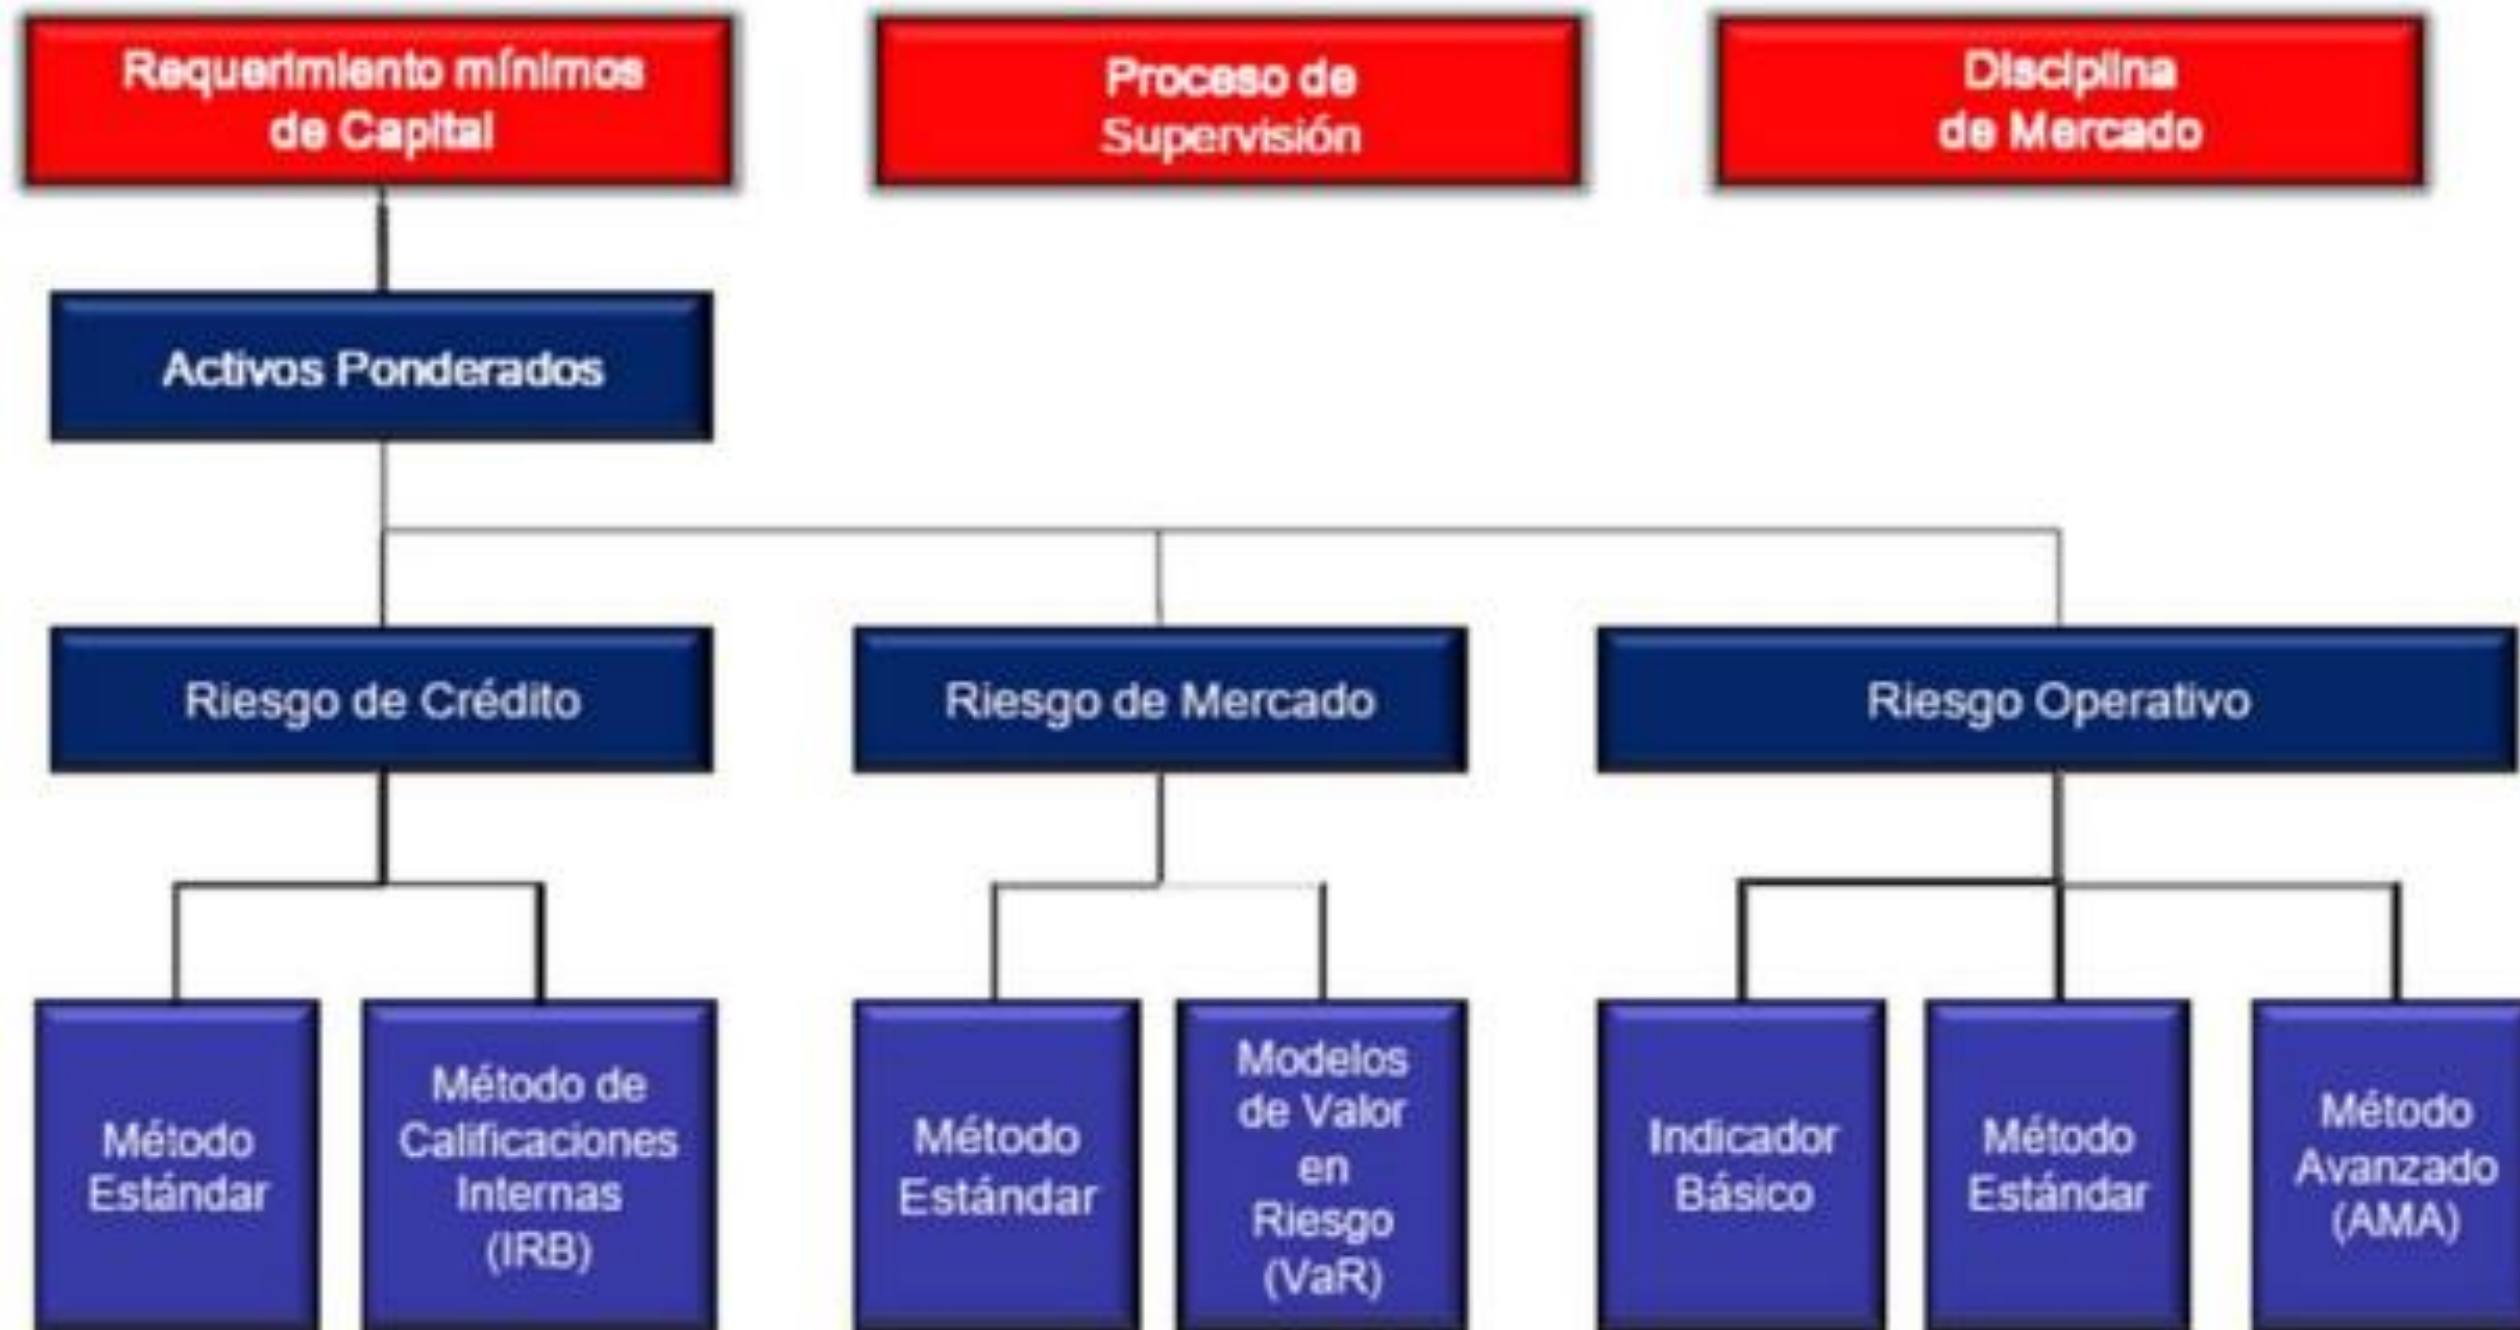 Requerimiento mínimos
de Capital
Proceso de
Supervisión
Disciplina
de Mercado
Activos Ponderados
Riesgo de Crédito
Riesgo de Mercado
Riesgo Operativo
Método
Estándar
Método de
Calificaciones
Internas
(IRB)
Método
Estándar
Modelos
de Valor
en
Riesgo
(VaR)
Indicador
Básico
Método
Estándar
Método
Avanzado
(AMA)